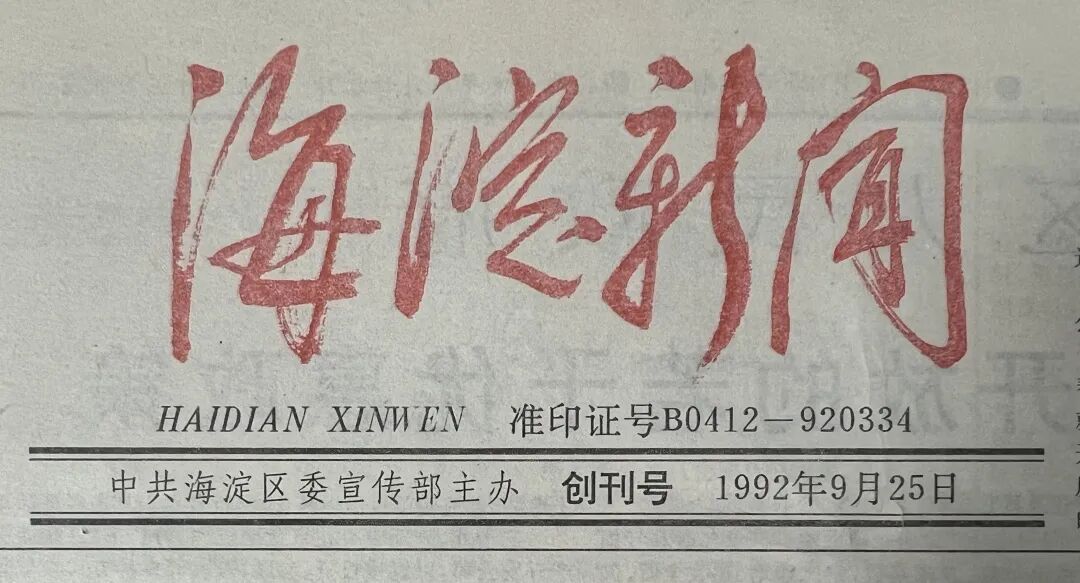 海淀新闻
HAIDIAN XINWEN 准印证号B0412—920334
中共海淀区委宣传部主办 创刊号 1992年9月25日